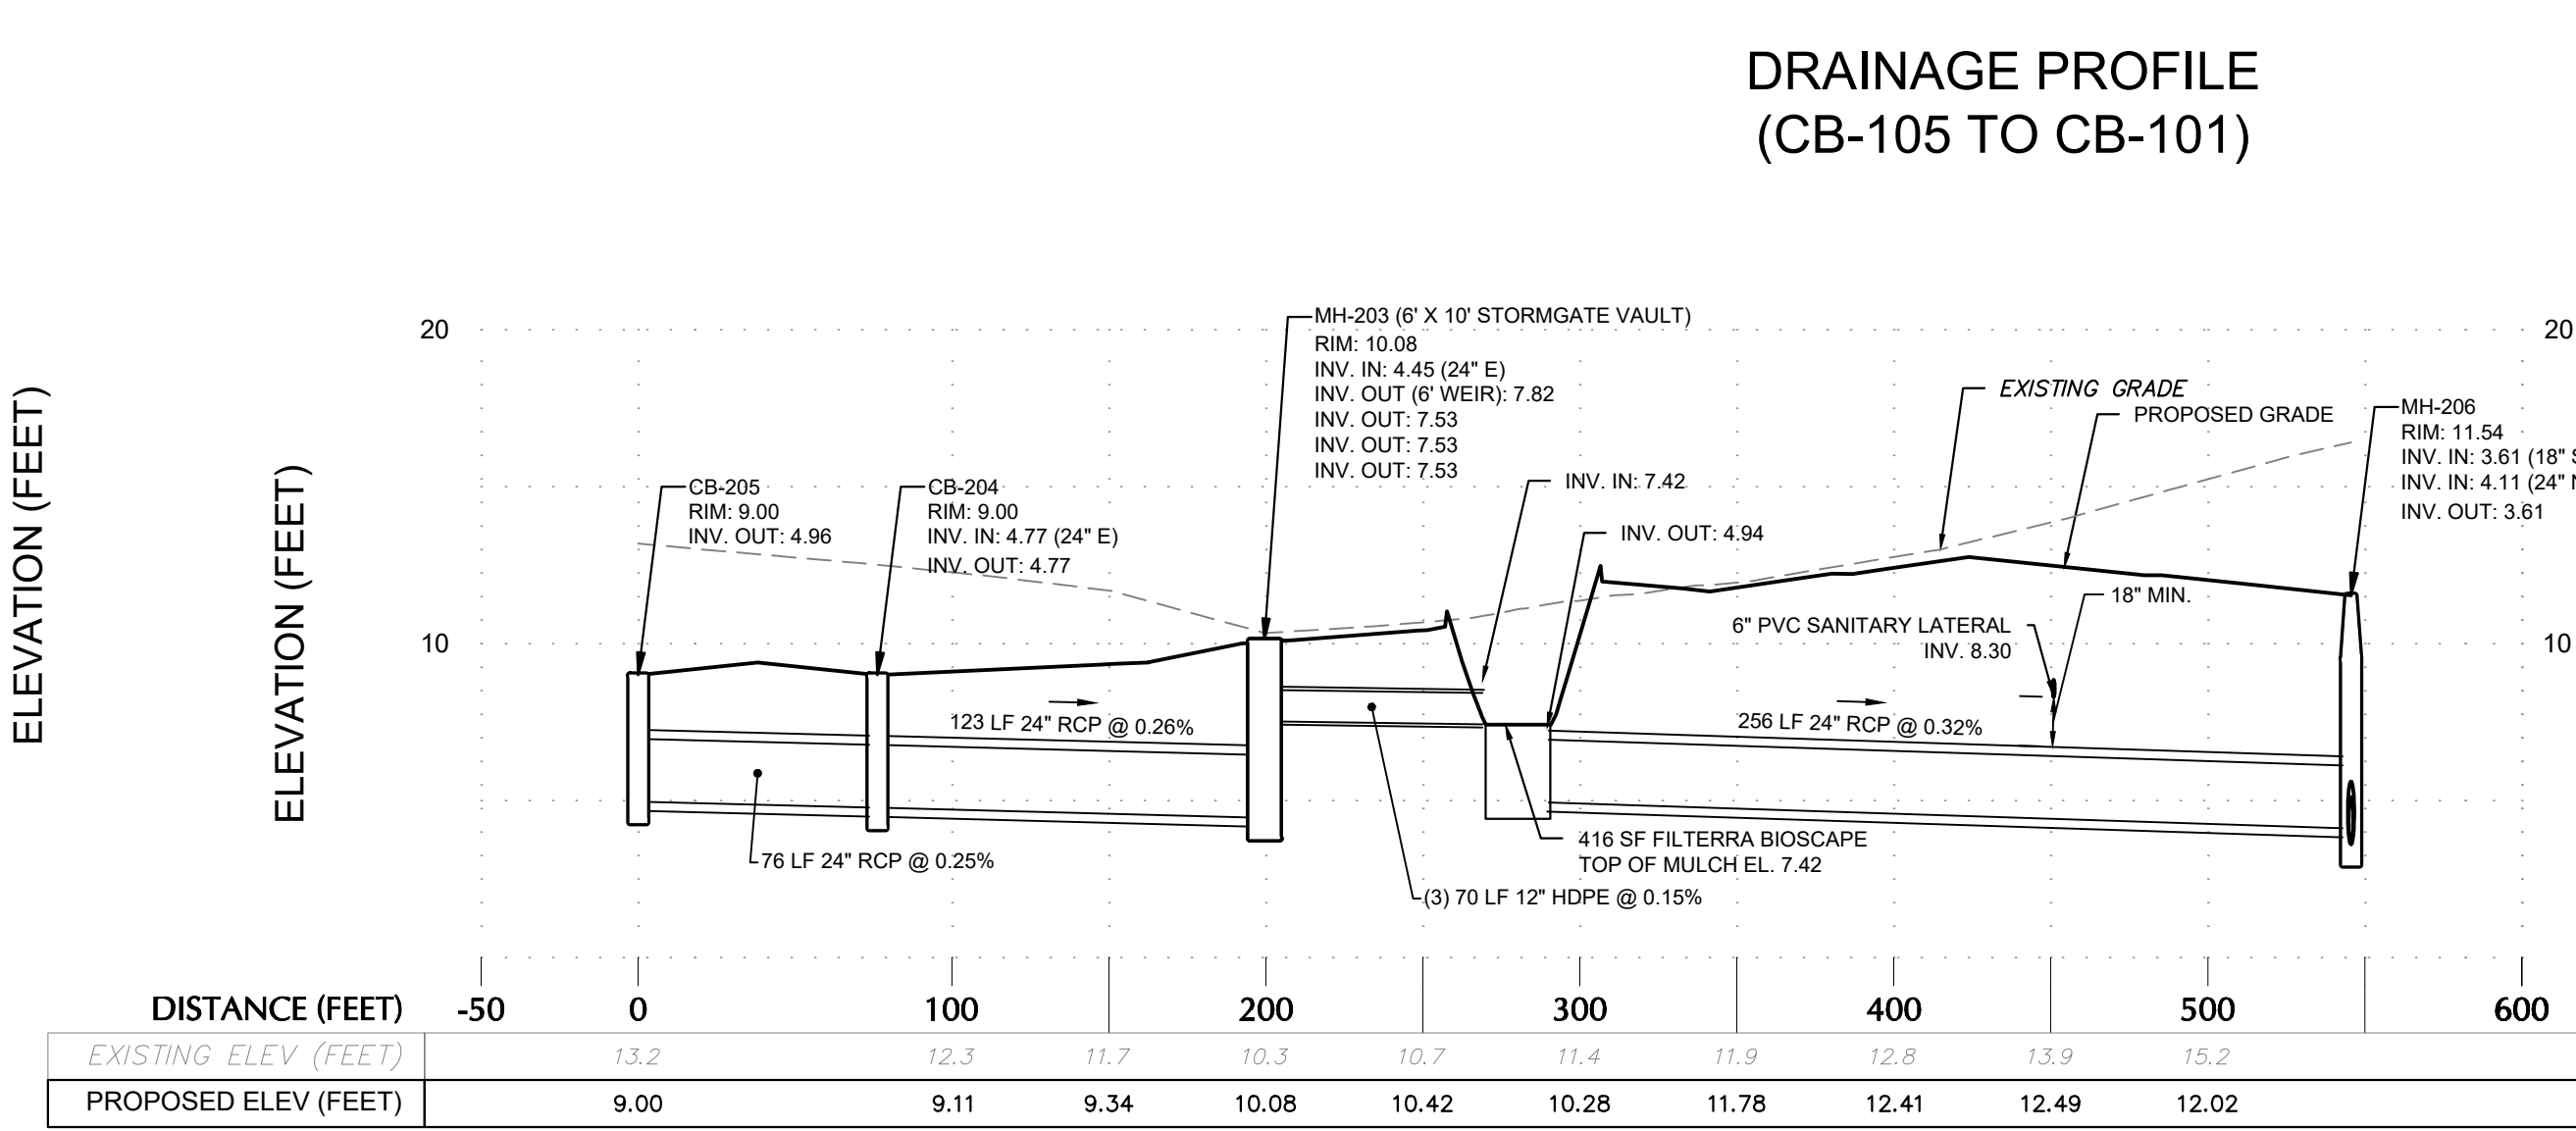 DRAINAGE PROFILE
(CB-105 TO CB-101)
ELEVATION (FEET)
ELEVATION (FEET)
20
20
10
10
CB-205
RIM: 9.00
INV. OUT: 4.96
CB-204
RIM: 9.00
INV. IN: 4.77 (24" E)
INV. OUT: 4.77
MH-203 (6' X 10' STORMGATE VAULT)
RIM: 10.08
INV. IN: 4.45 (24" E)
INV. OUT (6' WEIR): 7.82
INV. OUT: 7.53
INV. OUT: 7.53
INV. OUT: 7.53
INV. IN: 7.42
INV. OUT: 4.94
EXISTING GRADE
PROPOSED GRADE
MH-206
RIM: 11.54
INV. IN: 3.61 (18"
INV. IN: 4.11 (24"
INV. OUT: 3.61
18" MIN.
6" PVC SANITARY LATERAL
INV. 8.30
123 LF 24" RCP @ 0.26%
256 LF 24" RCP @ 0.32%
76 LF 24" RCP @ 0.25%
416 SF FILTERRA BIOSCAPE
TOP OF MULCH EL. 7.42
(3) 70 LF 12" HDPE @ 0.15%
DISTANCE (FEET) -50 0 100 200 300 400 500 600
EXISTING ELEV (FEET) 13.2 12.3 11.7 10.3 10.7 11.4 11.9 12.8 13.9 15.2
PROPOSED ELEV (FEET) 9.00 9.11 9.34 10.08 10.42 10.28 11.78 12.41 12.49 12.02